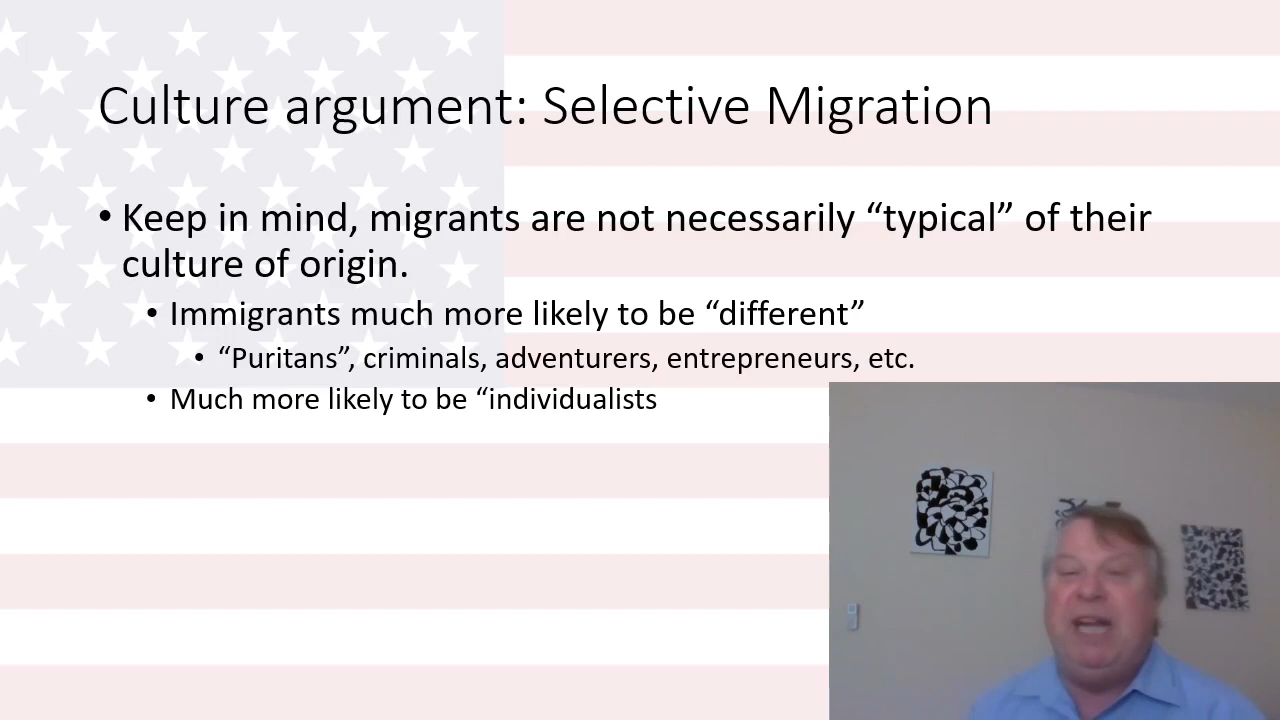 Culture argument: Selective Migration
• Keep in mind, migrants are not necessarily “typical” of their
culture of origin.
• Immigrants much more likely to be “different”
• “Puritans”, criminals, adventurers, entrepreneurs, etc.
• Much more likely to be “individualists